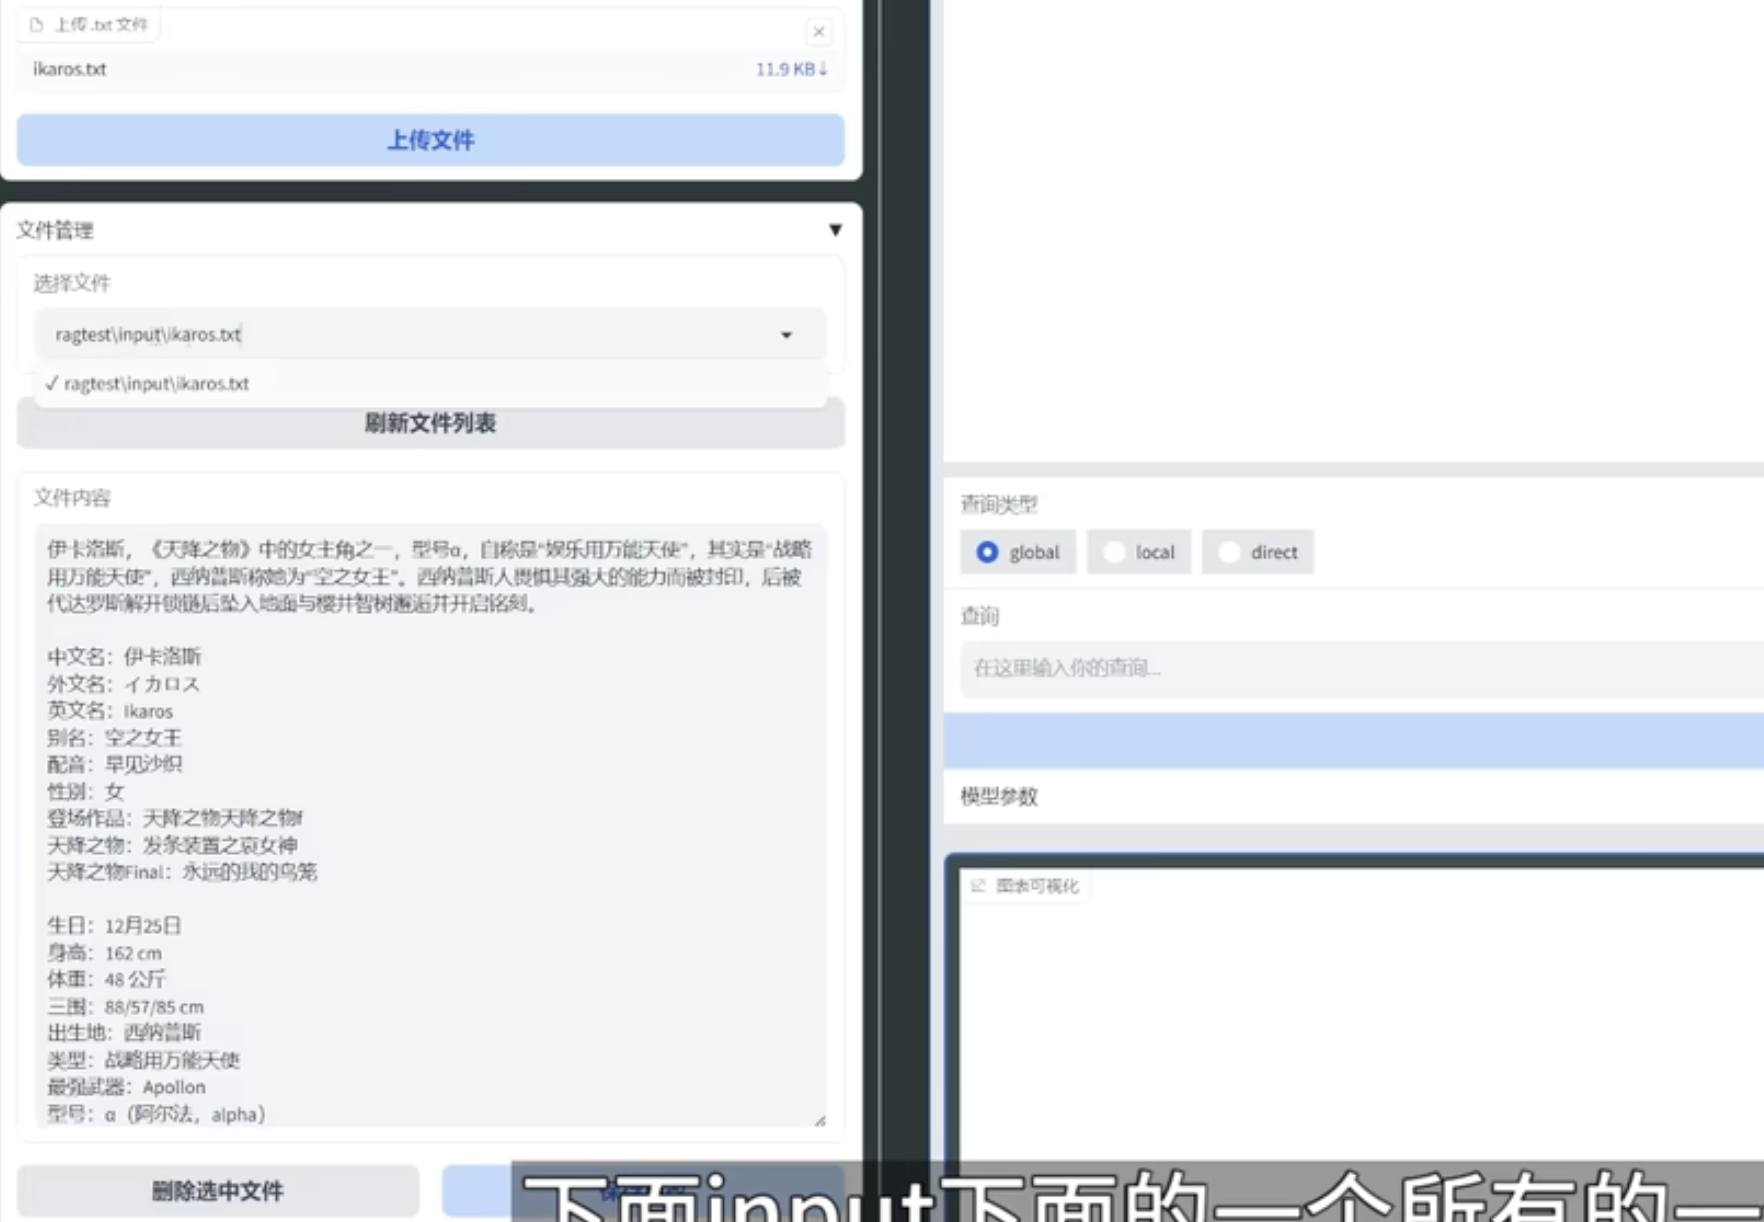 上传 .txt 文件
ikaros.txt
11.9 KB↓
上传文件
文件管理
选择文件
ragtest\input\ikaros.txt
✓ ragtest\input\ikaros.txt
刷新文件列表
文件内容
伊卡洛斯，《天降之物》中的女主角之一，型号α，自称是“娱乐用万能天使”，其实是“战略
用万能天使”，西纳普斯称她为“空之女王”。西纳普斯人畏惧其强大的能力而被封印，后被
代达罗斯解开锁链后坠入地面与樱井智树邂逅并开启铭刻。
中文名：伊卡洛斯
外文名：イカロス
英文名：Ikaros
别名：空之女王
配音：早见沙织
性别：女
登场作品：天降之物天降之物f
天降之物：发条装置之哀女神
天降之物Final：永远的我的鸟笼
生日：12月25日
身高：162 cm
体重：48 公斤
三围：88/57/85 cm
出生地：西纳普斯
类型：战略用万能天使
最强武器：Apollon
型号：α（阿尔法，alpha）
删除选中文件
查询类型
global
local
direct
查询
在这里输入你的查询...
模型参数
图表可视化
下面input下面的一个所有的一